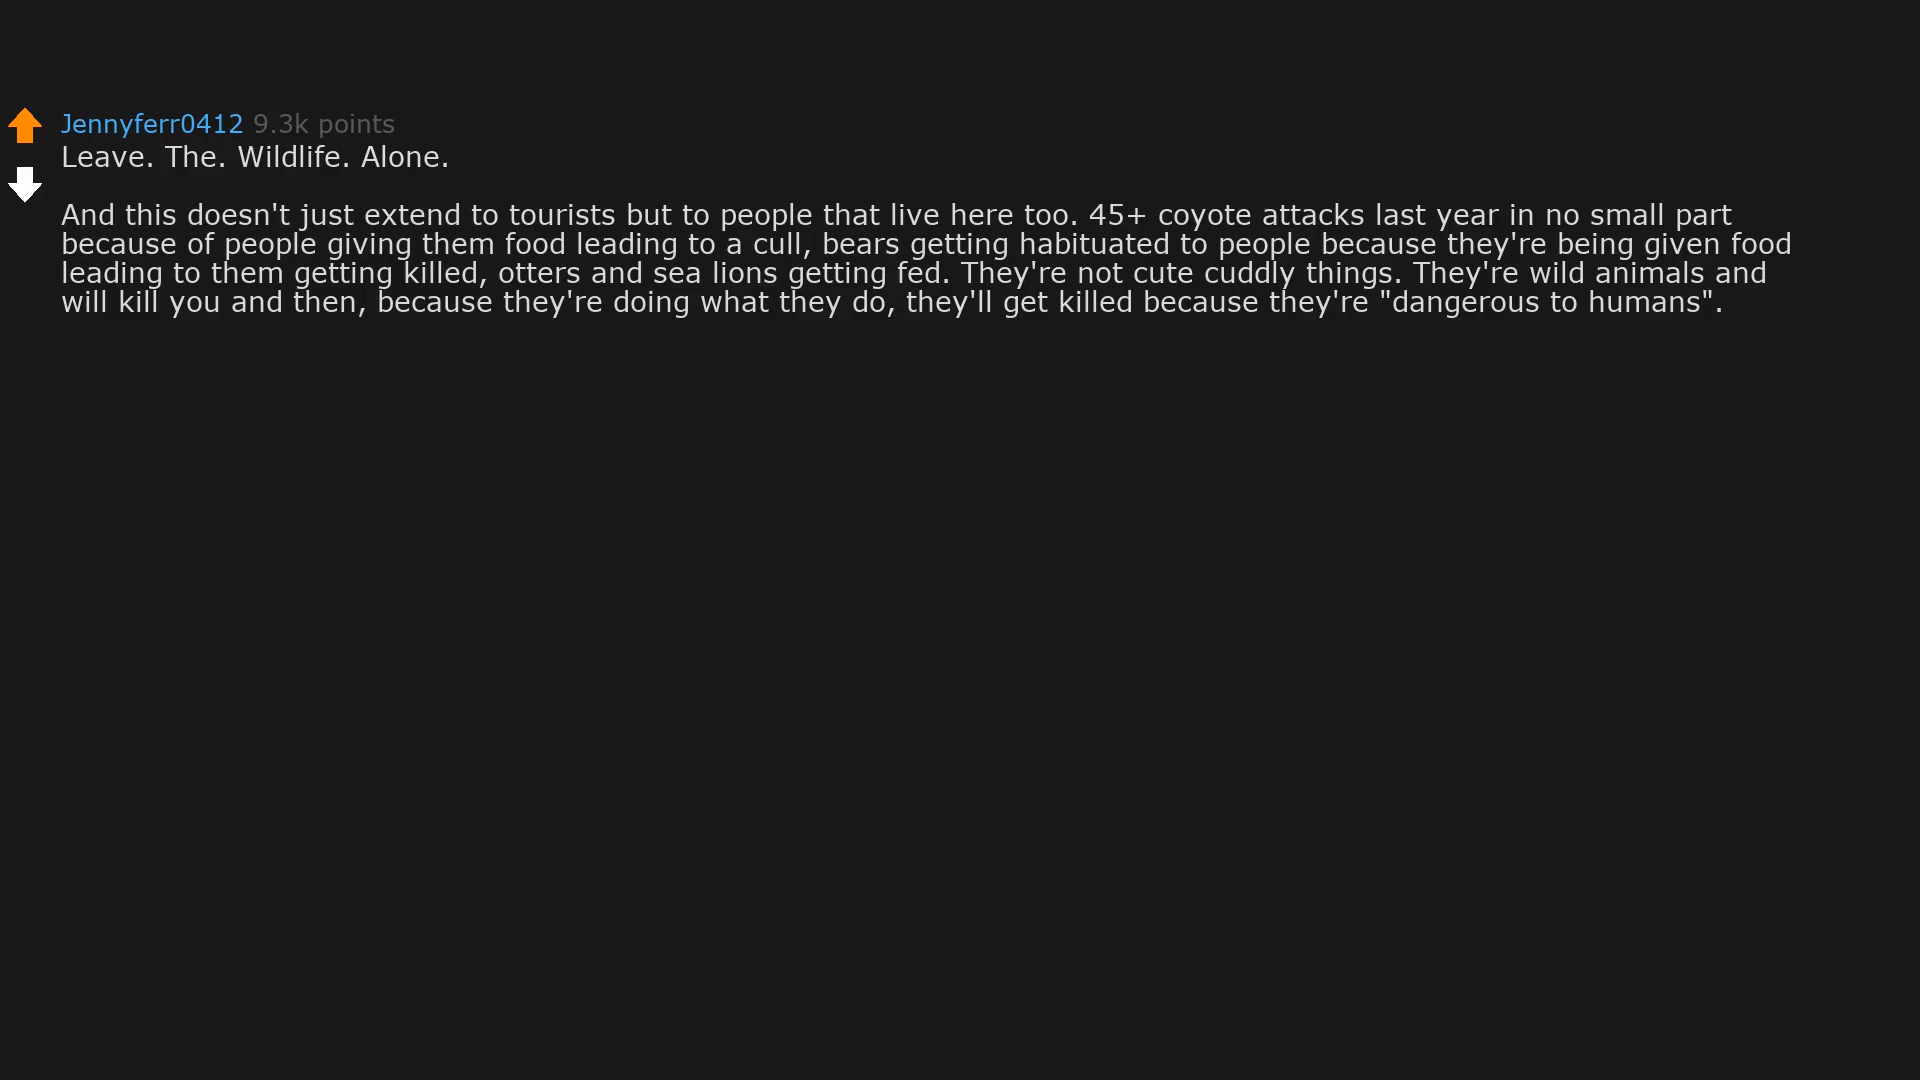 Jennyferr0412 9.3k points
Leave. The. Wildlife. Alone.
And this doesn't just extend to tourists but to people that live here too. 45+ coyote attacks last year in no small part
because of people giving them food leading to a cull, bears getting habituated to people because they're being given food
leading to them getting killed, otters and sea lions getting fed. They're not cute cuddly things. They're wild animals and
will kill you and then, because they're doing what they do, they'll get killed because they're "dangerous to humans".